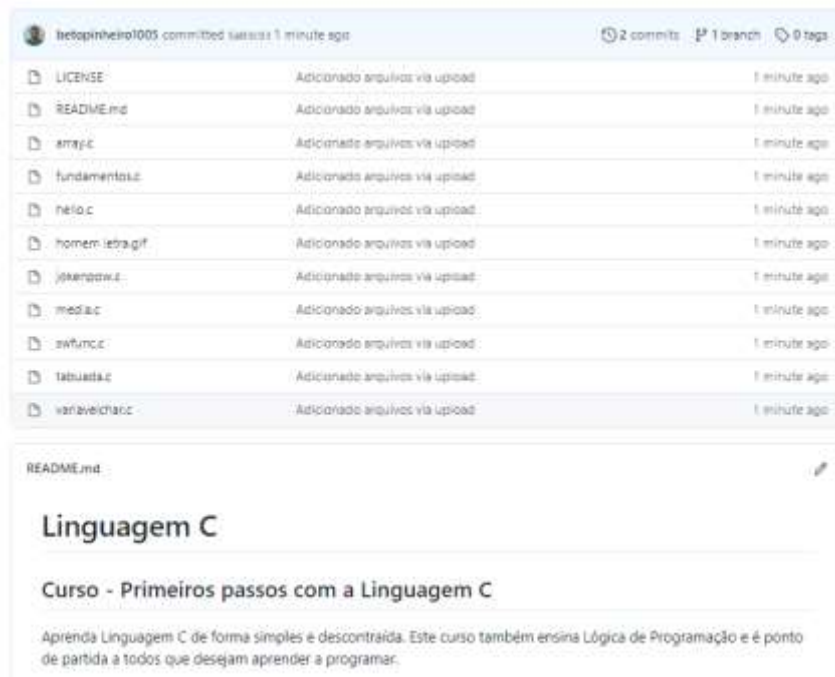 betopinheiro1005 committed 1 minute ago 2 commits 1 branch 0 tags
LICENSE Adicionado arquivos via upload 1 minute ago
README.md Adicionado arquivos via upload 1 minute ago
array.c Adicionado arquivos via upload 1 minute ago
fundamentos.c Adicionado arquivos via upload 1 minute ago
hello.c Adicionado arquivos via upload 1 minute ago
homem letra.gif Adicionado arquivos via upload 1 minute ago
jokenpow.c Adicionado arquivos via upload 1 minute ago
media.c Adicionado arquivos via upload 1 minute ago
swfunc.c Adicionado arquivos via upload 1 minute ago
tabuada.c Adicionado arquivos via upload 1 minute ago
variavelchar.c Adicionado arquivos via upload 1 minute ago
README.md
Linguagem C
Curso - Primeiros passos com a Linguagem C
Aprenda Linguagem C de forma simples e descontraída. Este curso também ensina Lógica de Programação e é ponto
de partida a todos que desejam aprender a programar.